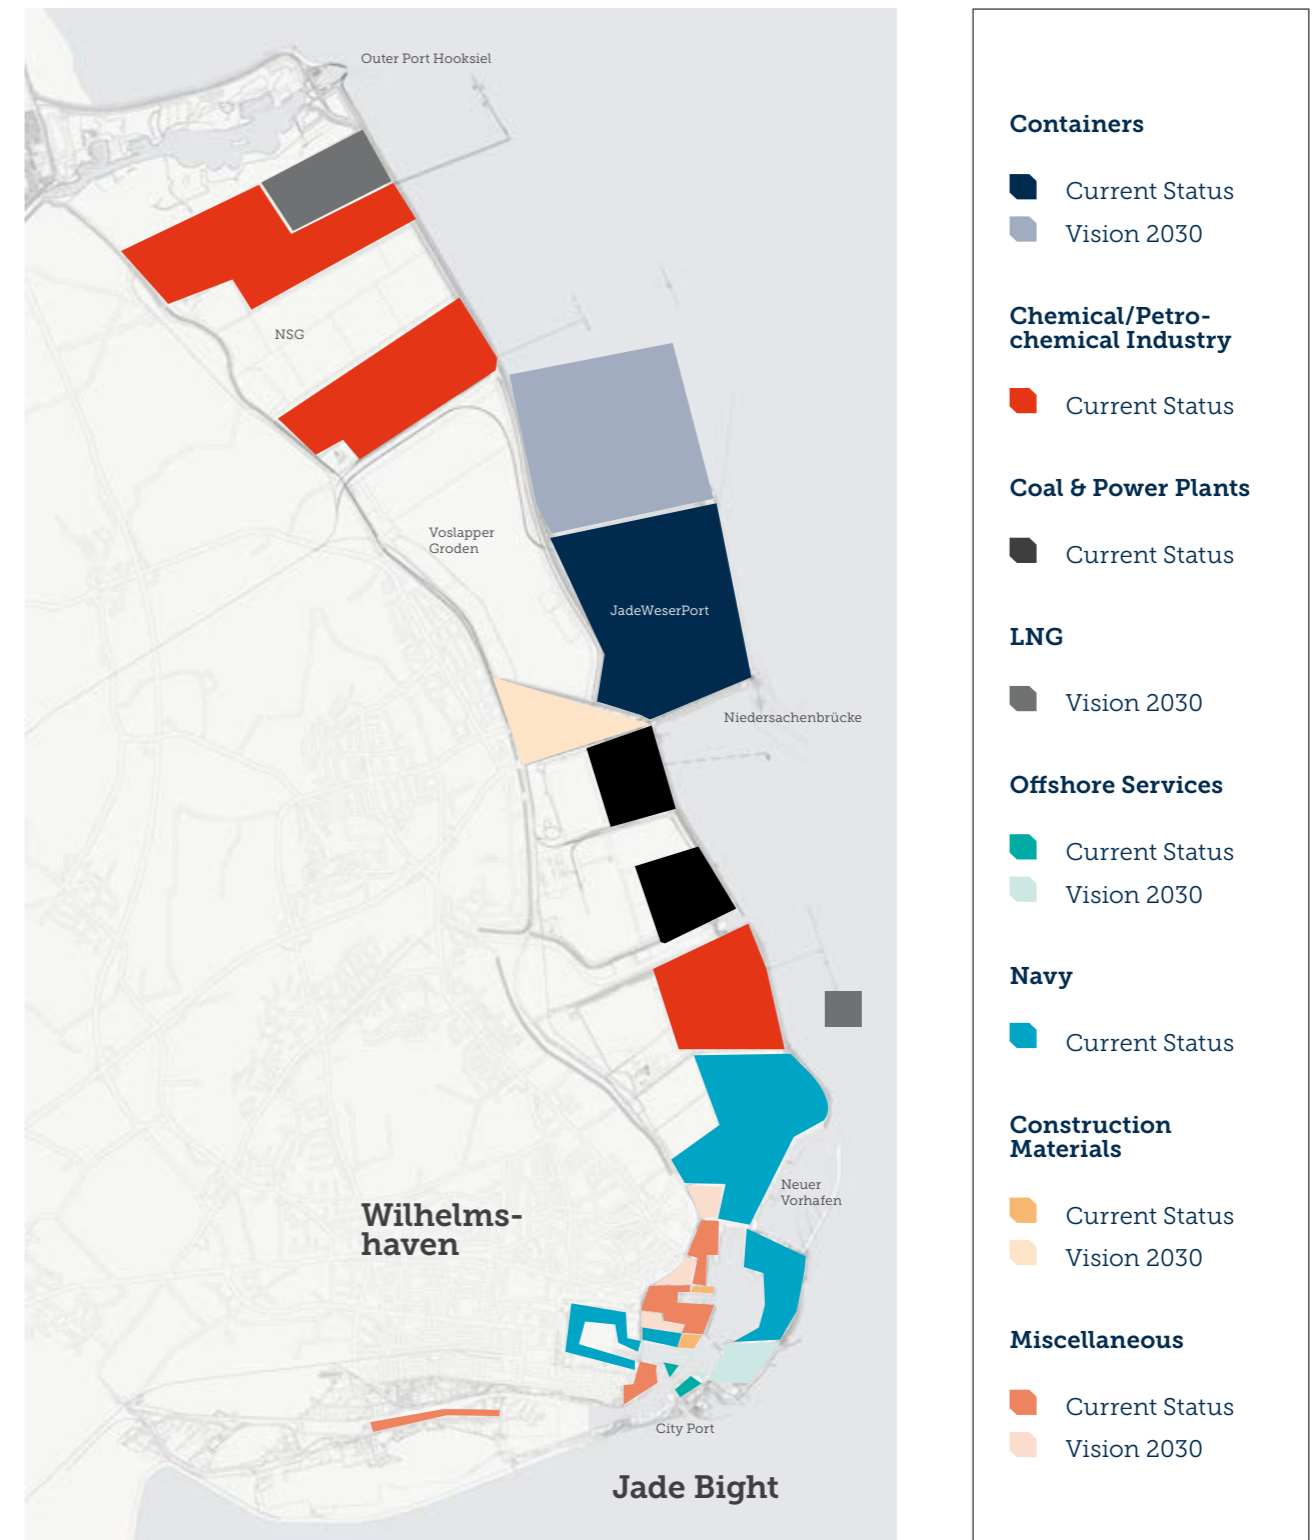 Outer Port Hooksiel
NSG
Voslapper
Groden
JadeWeserPort
Niedersachenbrücke
Neuer
Vorhafen
Wilhelms-
haven
City Port
Jade Bight
Containers
Current Status
Vision 2030
Chemical/Petro-
chemical Industry
Current Status
Coal & Power Plants
Current Status
LNG
Vision 2030
Offshore Services
Current Status
Vision 2030
Navy
Current Status
Construction
Materials
Current Status
Vision 2030
Miscellaneous
Current Status
Vision 2030